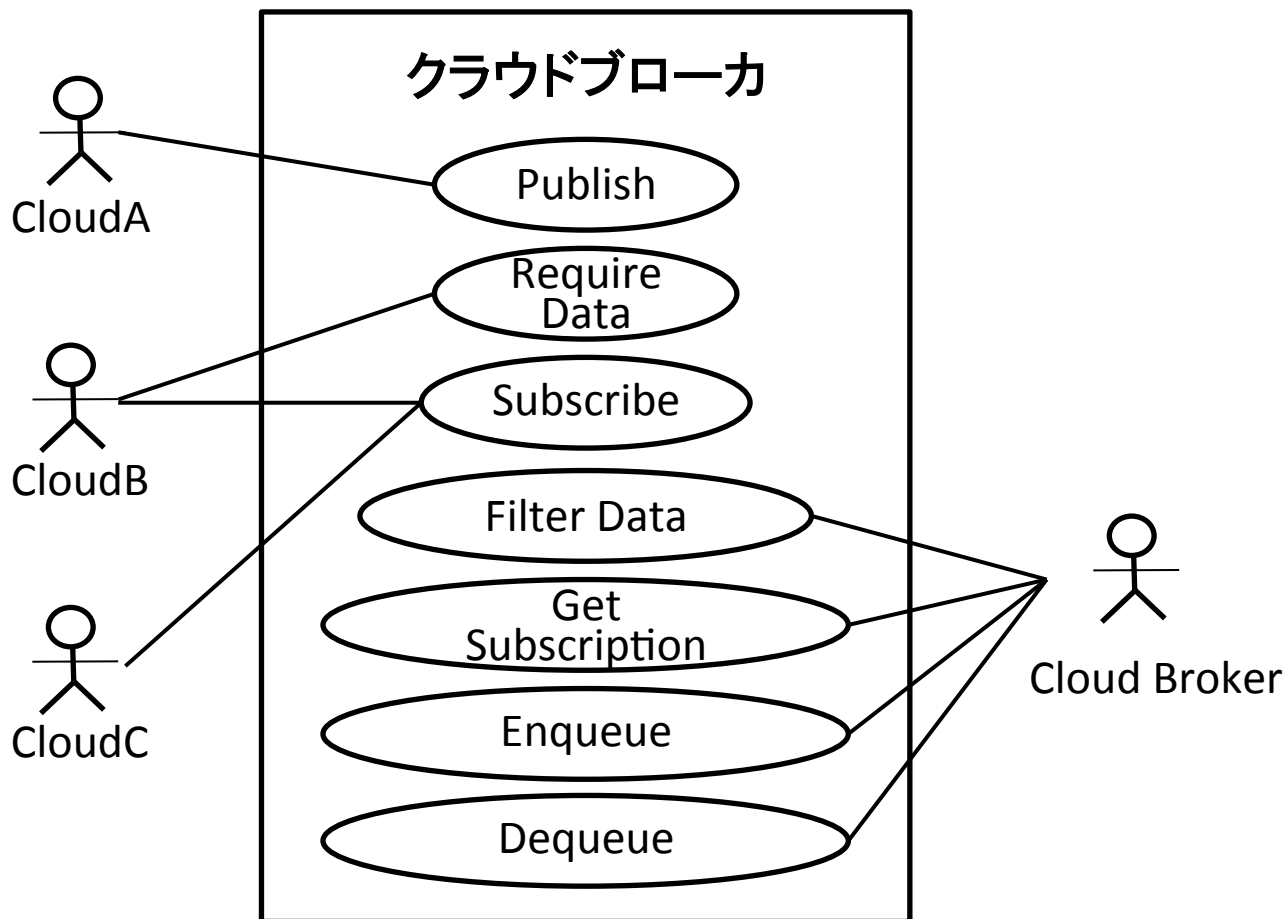 クラウドブローカ
Publish
CloudA
Require
Data
Subscribe
CloudB
Filter Data
Get
Subscription
Cloud Broker
Enqueue
CloudC
Dequeue